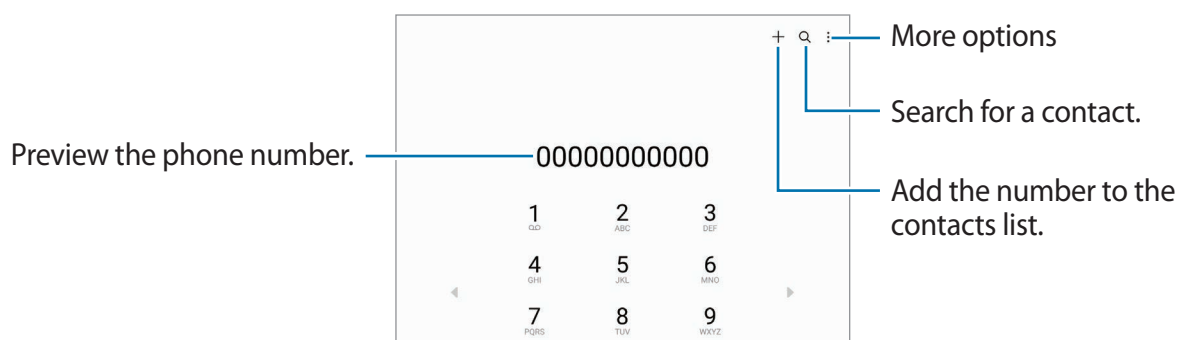 More options
Search for a contact.
Preview the phone number.
00000000000
Add the number to the
contacts list.
1 2 3
ABC DEF
4 5 6
GHI JKL MNO
7 8 9
PQRS TUV WXYZ